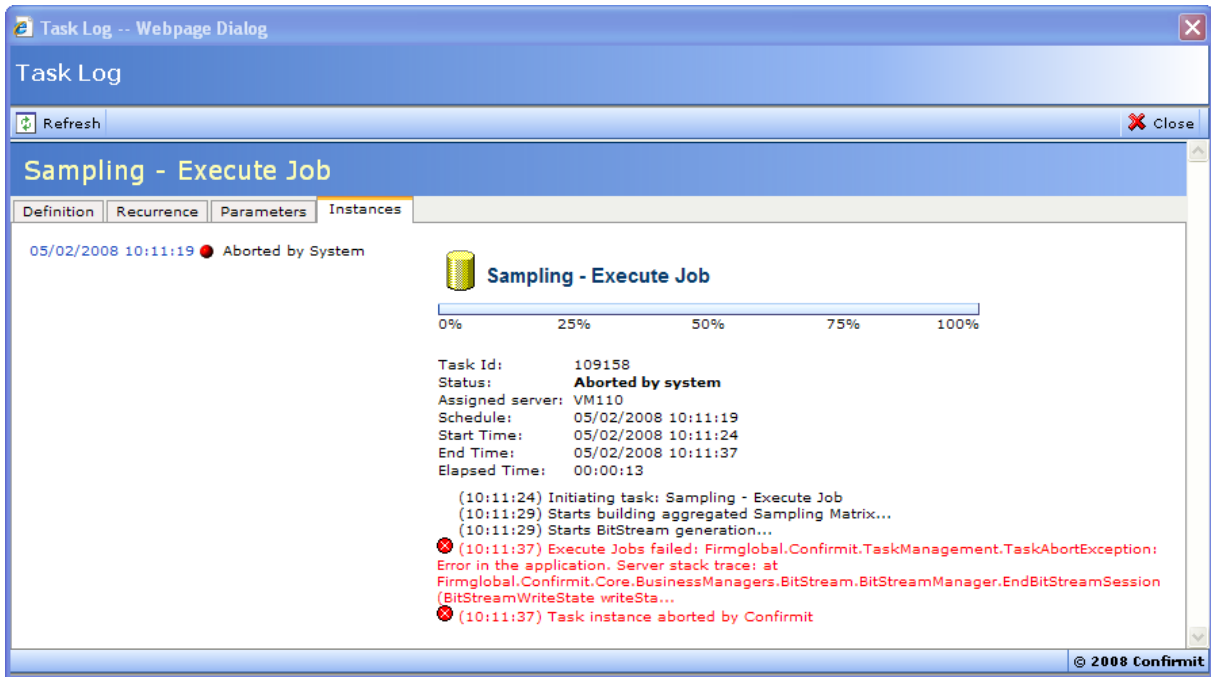 Task Log -- Webpage Dialog
Task Log
Refresh
Close
Sampling - Execute Job
Definition
Recurrence
Parameters
Instances
05/02/2008 10:11:19 Aborted by System
Sampling - Execute Job
0% 25% 50% 75% 100%
Task Id: 109158
Status: Aborted by system
Assigned server: VM110
Schedule: 05/02/2008 10:11:19
Start Time: 05/02/2008 10:11:24
End Time: 05/02/2008 10:11:37
Elapsed Time: 00:00:13
(10:11:24) Initiating task: Sampling - Execute Job
(10:11:29) Starts building aggregated Sampling Matrix...
(10:11:29) Starts BitStream generation...
(10:11:37) Execute Jobs failed: Firmglobal.Confirmit.TaskManagement.TaskAbortException:
Error in the application. Server stack trace: at
Firmglobal.Confirmit.Core.BusinessManagers.BitStream.BitStreamManager.EndBitStreamSession
(BitStreamWriteState writeSta...
(10:11:37) Task instance aborted by Confirmit
© 2008 Confirmit